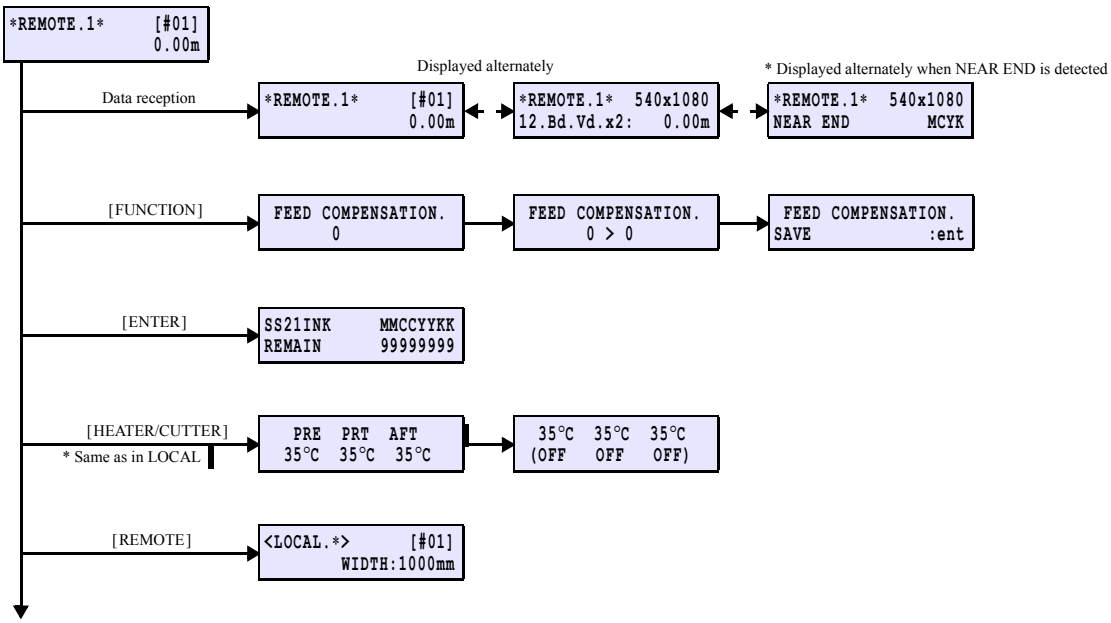 *REMOTE.1* [#01]
0.00m
Displayed alternately
* Displayed alternately when NEAR END is detected
Data reception
*REMOTE.1* [#01]
0.00m
*REMOTE.1* 540x1080
12.Bd.Vd.x2: 0.00m
*REMOTE.1* 540x1080
NEAR END MCYK
[FUNCTION]
FEED COMPENSATION.
0
FEED COMPENSATION.
0 > 0
FEED COMPENSATION.
SAVE :ent
[ENTER]
SS21INK MMCCYYKK
REMAIN 99999999
[HEATER/CUTTER]
* Same as in LOCAL
PRE PRT AFT
35°C 35°C 35°C
35°C 35°C 35°C
(OFF OFF OFF)
[REMOTE]
<LOCAL.*> [#01]
WIDTH:1000mm